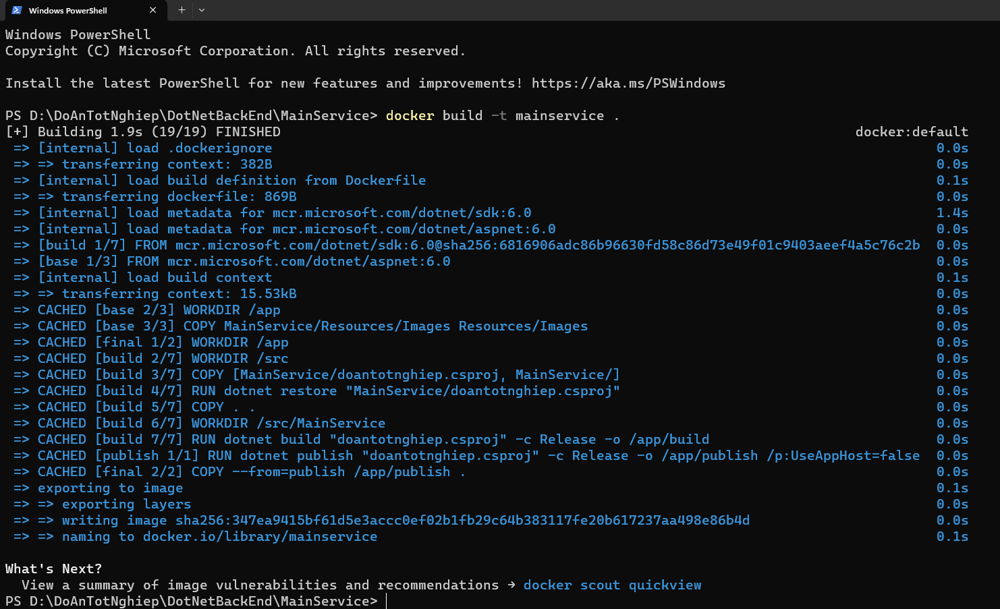 Windows PowerShell
Windows PowerShell
Copyright (C) Microsoft Corporation. All rights reserved.
Install the latest PowerShell for new features and improvements! https://aka.ms/PSWindows
PS D:\DoAnTotNghiep\DotNetBackEnd\MainService> docker build -t mainservice .
[+] Building 1.9s (19/19) FINISHED docker:default
=> [internal] load .dockerignore 0.0s
=> => transferring context: 382B 0.0s
=> [internal] load build definition from Dockerfile 0.1s
=> => transferring dockerfile: 869B 0.0s
=> [internal] load metadata for mcr.microsoft.com/dotnet/sdk:6.0 1.4s
=> [internal] load metadata for mcr.microsoft.com/dotnet/aspnet:6.0 0.0s
=> [build 1/7] FROM mcr.microsoft.com/dotnet/sdk:6.0@sha256:6816906adc86b96630fd58c86d73e49f01c9403aeef4a5c76c2b 0.0s
=> [base 1/3] FROM mcr.microsoft.com/dotnet/aspnet:6.0 0.0s
=> [internal] load build context 0.1s
=> => transferring context: 15.53kB 0.0s
=> CACHED [base 2/3] WORKDIR /app 0.0s
=> CACHED [base 3/3] COPY MainService/Resources/Images Resources/Images 0.0s
=> CACHED [final 1/2] WORKDIR /app 0.0s
=> CACHED [build 2/7] WORKDIR /src 0.0s
=> CACHED [build 3/7] COPY [MainService/doantotnghiep.csproj, MainService/] 0.0s
=> CACHED [build 4/7] RUN dotnet restore "MainService/doantotnghiep.csproj" 0.0s
=> CACHED [build 5/7] COPY . . 0.0s
=> CACHED [build 6/7] WORKDIR /src/MainService 0.0s
=> CACHED [build 7/7] RUN dotnet build "doantotnghiep.csproj" -c Release -o /app/build 0.0s
=> CACHED [publish 1/1] RUN dotnet publish "doantotnghiep.csproj" -c Release -o /app/publish /p:UseAppHost=false 0.0s
=> CACHED [final 2/2] COPY --from=publish /app/publish . 0.0s
=> exporting to image 0.1s
=> => exporting layers 0.0s
=> => writing image sha256:347ea9415bf61d5e3accc0ef02b1fb29c64b383117fe20b617237aa498e86b4d 0.0s
=> => naming to docker.io/library/mainservice 0.1s
What's Next?
View a summary of image vulnerabilities and recommendations → docker scout quickview
PS D:\DoAnTotNghiep\DotNetBackEnd\MainService>